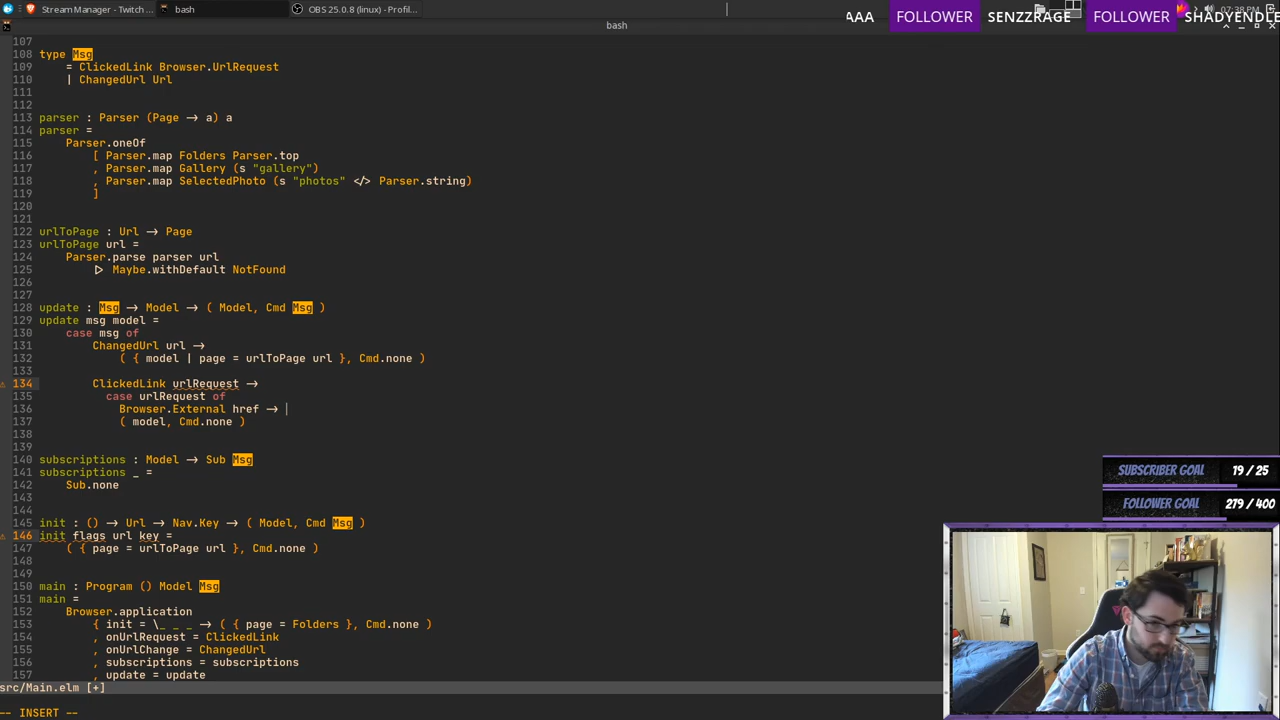 Stream Manager - Twitch
bash
OBS 25.0.8 (linux) - Profil...
07:38 PM
bash
AAA FOLLOWER SENZZRAGE FOLLOWER SHADYENDLE
107
108 type Msg
109 = ClickedLink Browser.UrlRequest
110 | ChangedUrl Url
111
112
113 parser : Parser (Page → a) a
114 parser =
115 Parser.oneOf
116 [ Parser.map Folders Parser.top
117 , Parser.map Gallery (s "gallery")
118 , Parser.map SelectedPhoto (s "photos" </> Parser.string)
119 ]
120
121
122 urlToPage : Url → Page
123 urlToPage url =
124 Parser.parse parser url
125 |> Maybe.withDefault NotFound
126
127
128 update : Msg → Model → ( Model, Cmd Msg )
129 update msg model =
130 case msg of
131 ChangedUrl url →
132 ( { model | page = urlToPage url }, Cmd.none )
133
134 ClickedLink urlRequest →
135 case urlRequest of
136 Browser.External href →
137 ( model, Cmd.none )
138
139
140 subscriptions : Model → Sub Msg
141 subscriptions _ =
142 Sub.none
143
144
145 init : () → Url → Nav.Key → ( Model, Cmd Msg )
146 init flags url key =
147 ( { page = urlToPage url }, Cmd.none )
148
149
150 main : Program () Model Msg
151 main =
152 Browser.application
153 { init = \_ _ _ → ( { page = Folders }, Cmd.none )
154 , onUrlRequest = ClickedLink
155 , onUrlChange = ChangedUrl
156 , subscriptions = subscriptions
157 , update = update
src/Main.elm [+]
-- INSERT --
SUBSCRIBER GOAL 19 / 25
FOLLOWER GOAL 279 / 400